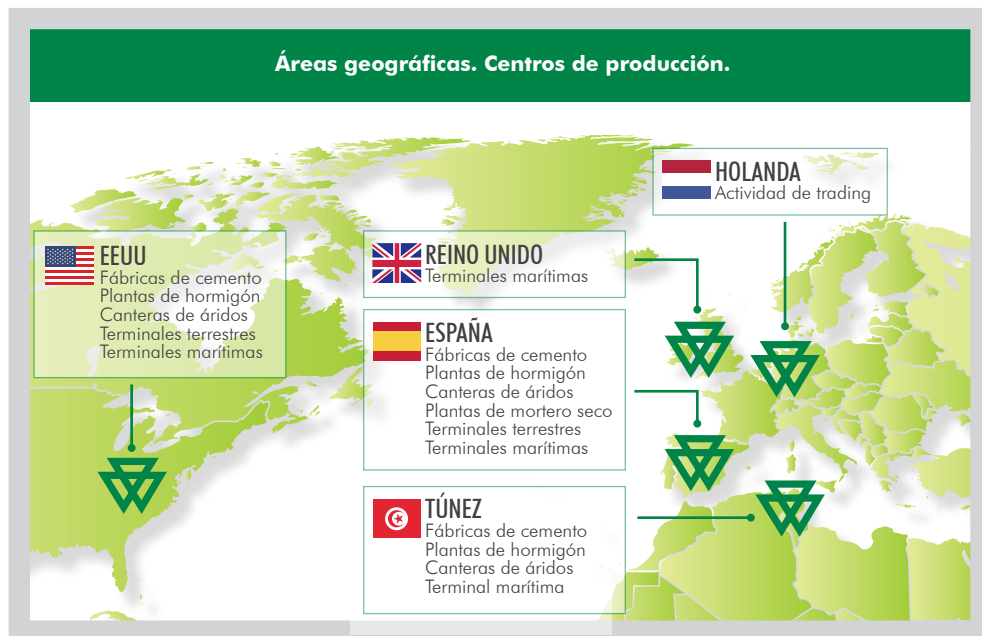 Áreas geográficas. Centros de producción.
HOLANDA
Actividad de trading
EEUU
Fábricas de cemento
Plantas de hormigón
Canteras de áridos
Terminales terrestres
Terminales marítimas
REINO UNIDO
Terminales marítimas
ESPAÑA
Fábricas de cemento
Plantas de hormigón
Canteras de áridos
Plantas de mortero seco
Terminales terrestres
Terminales marítimas
TÚNEZ
Fábricas de cemento
Plantas de hormigón
Canteras de áridos
Terminal marítima